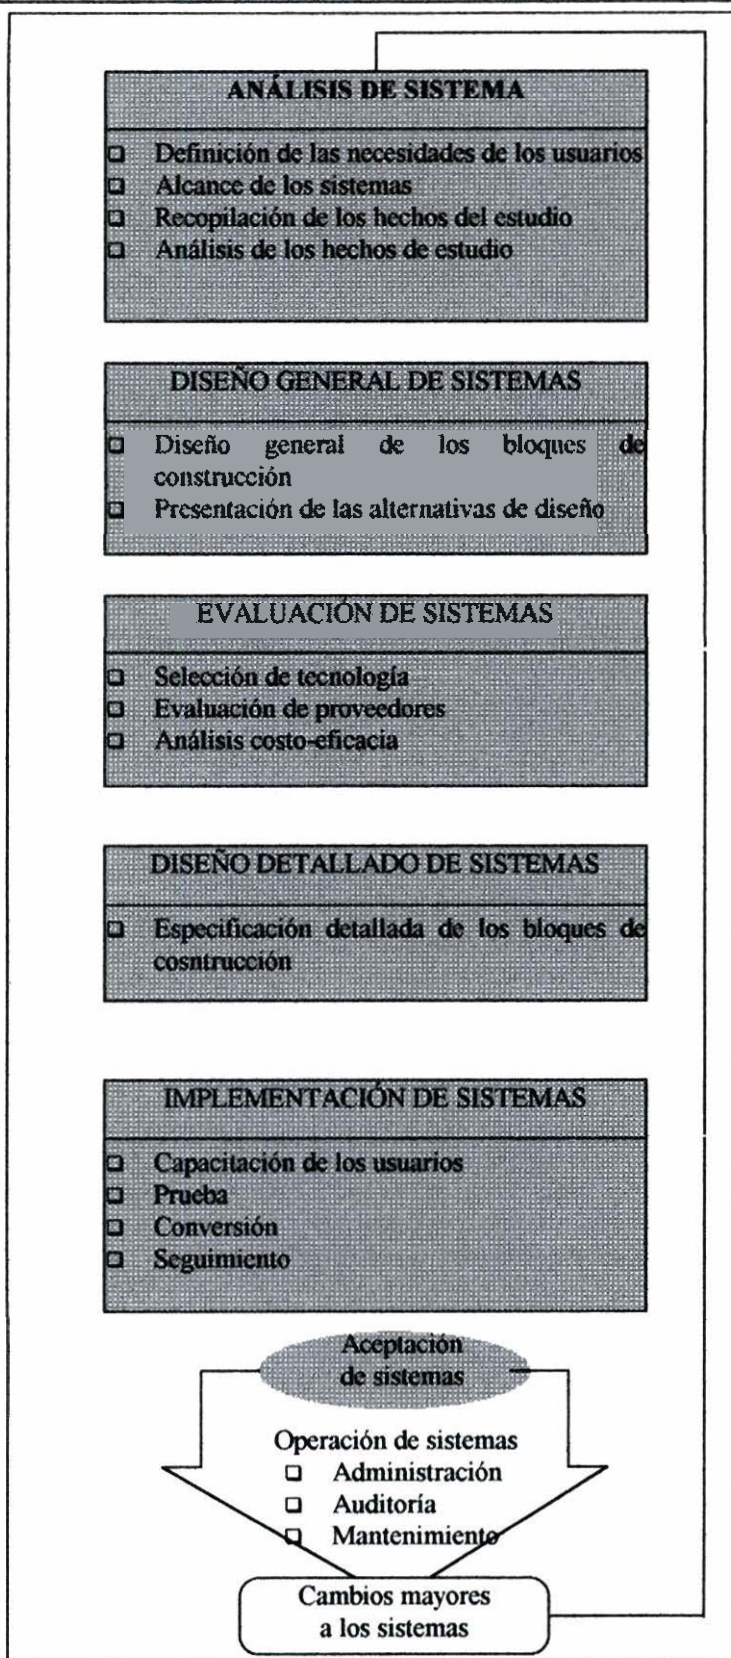 ANÁLISIS DE SISTEMA
❑ Definición de las necesidades de los usuarios
❑ Alcance de los sistemas
❑ Recopilación de los hechos del estudio
❑ Análisis de los hechos de estudio
DISEÑO GENERAL DE SISTEMAS
❑ Diseño general de los bloques de
construcción
❑ Presentación de las alternativas de diseño
EVALUACIÓN DE SISTEMAS
❑ Selección de tecnología
❑ Evaluación de proveedores
❑ Análisis costo-eficacia
DISEÑO DETALLADO DE SISTEMAS
❑ Especificación detallada de los bloques de
cosntrucción
IMPLEMENTACIÓN DE SISTEMAS
❑ Capacitación de los usuarios
❑ Prueba
❑ Conversión
❑ Seguimiento
Aceptación
de sistemas
Operación de sistemas
❑ Administración
❑ Auditoría
❑ Mantenimiento
Cambios mayores
a los sistemas